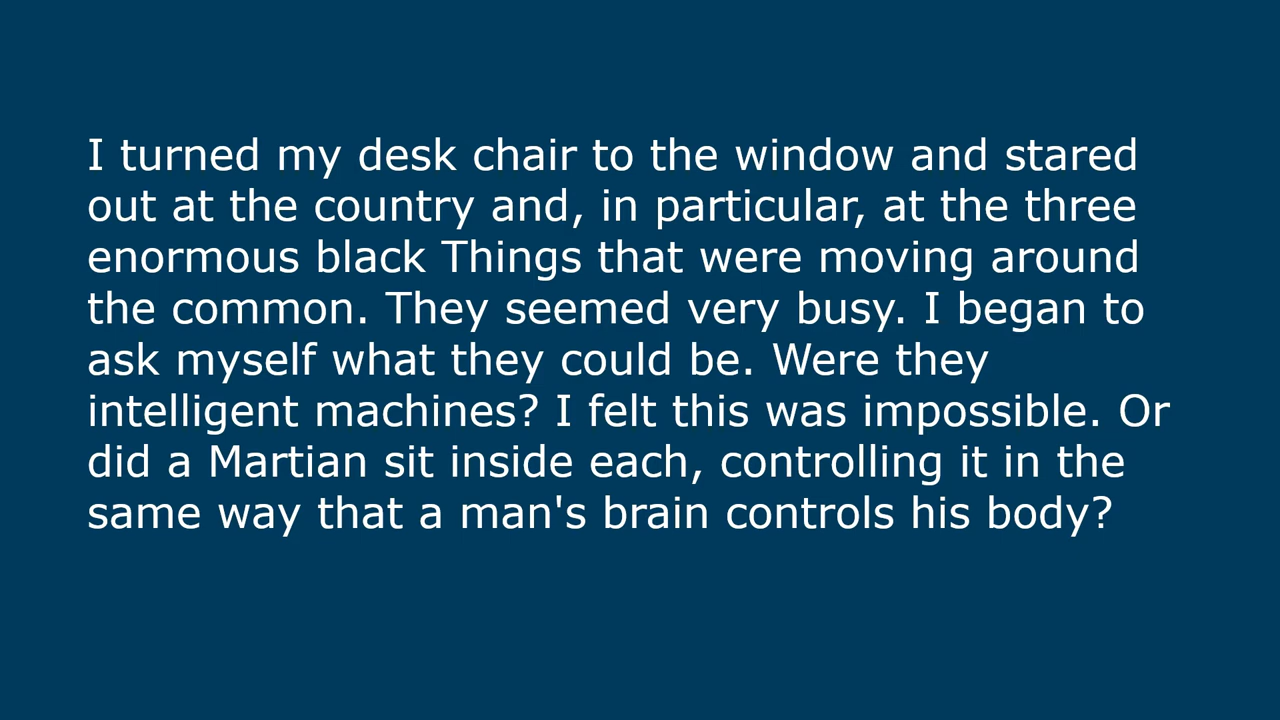 I turned my desk chair to the window and stared
out at the country and, in particular, at the three
enormous black Things that were moving around
the common. They seemed very busy. I began to
ask myself what they could be. Were they
intelligent machines? I felt this was impossible. Or
did a Martian sit inside each, controlling it in the
same way that a man's brain controls his body?